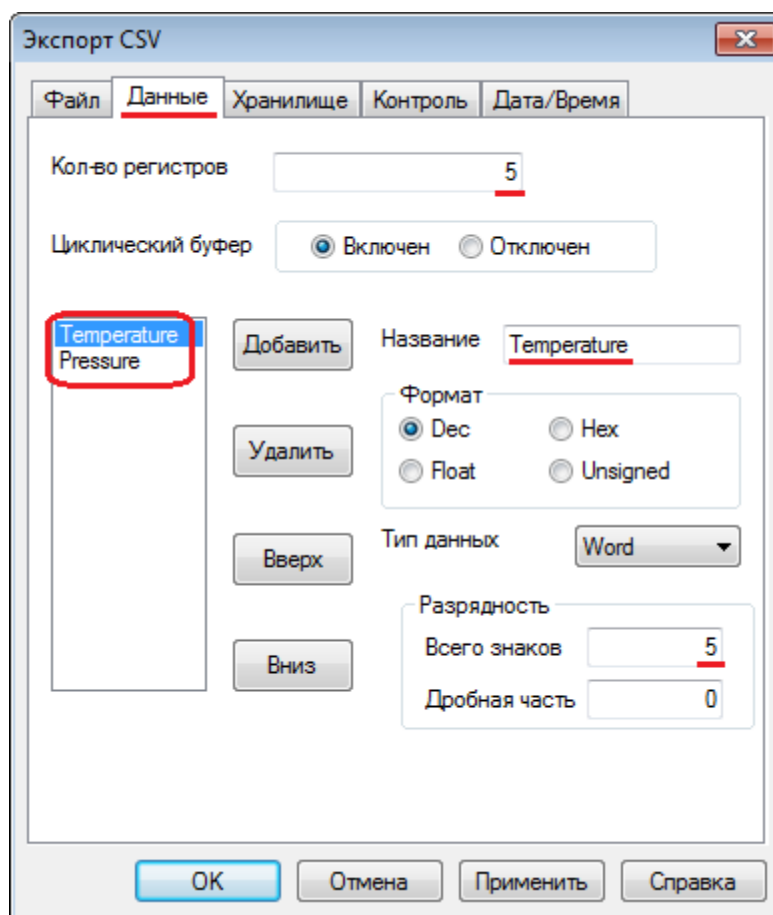 Экспорт CSV
Файл Данные Хранилище Контроль Дата/Время
Кол-во регистров 5
Циклический буфер Включен Отключен
Temperature
Pressure
Добавить
Удалить
Вверх
Вниз
Название Temperature
Формат
Dec Hex
Float Unsigned
Тип данных Word
Разрядность
Всего знаков 5
Дробная часть 0
OK Отмена Применить Справка